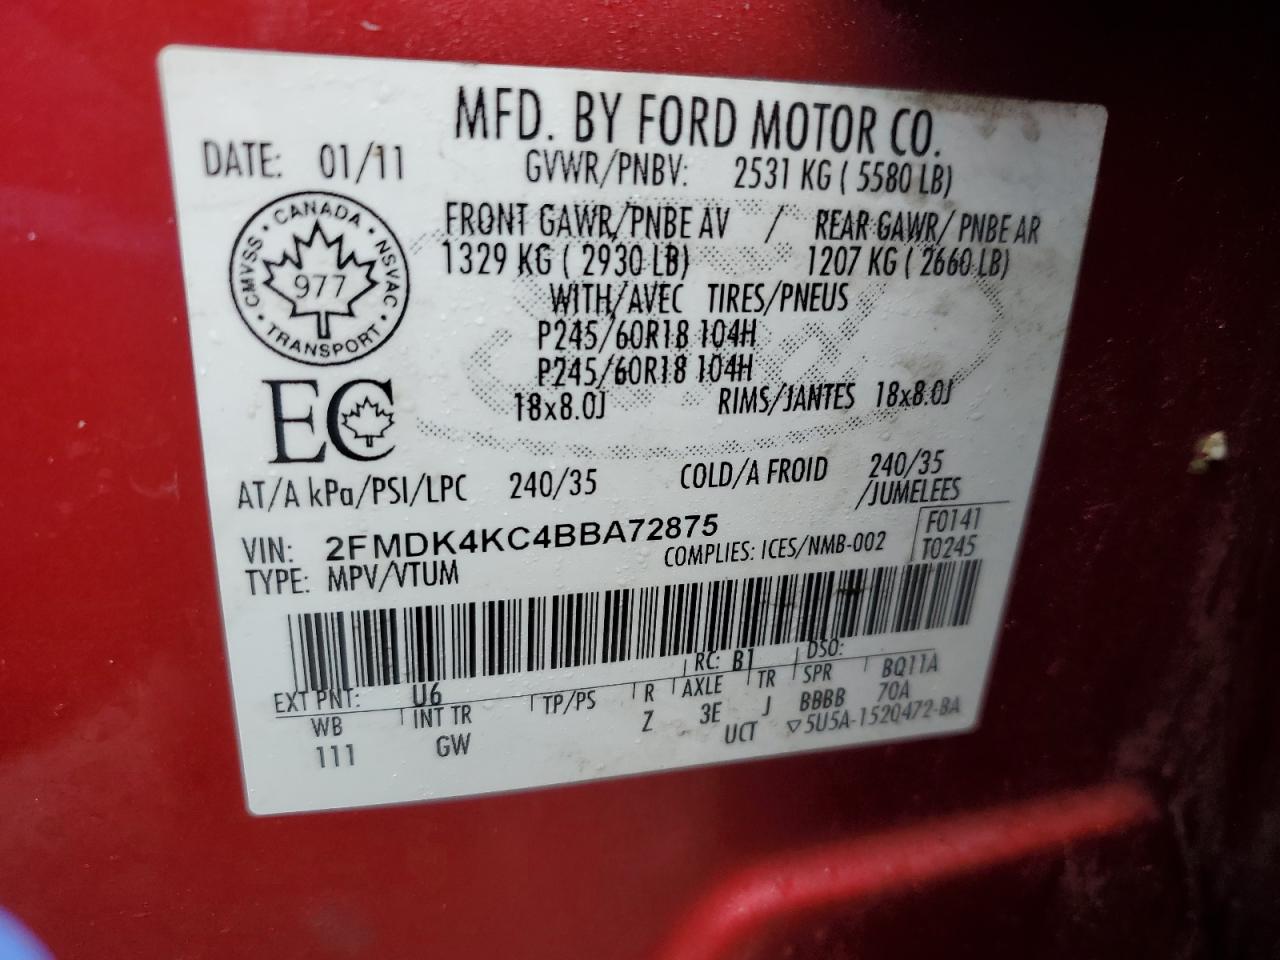 MFD. BY FORD MOTOR CO.
DATE: 01/11 GVWR/PNBV: 2531 KG ( 5580 LB)
FRONT GAWR/PNBE AV / REAR GAWR/ PNBE AR
1329 KG ( 2930 LB) 1207 KG ( 2660 LB)
WITH/AVEC TIRES/PNEUS
P245/60R18 104H
P245/60R18 104H
18x8.0J RIMS/JANTES 18x8.0J
CANADA
CMVSS NSVAC
977
TRANSPORT
EC
AT/A kPa/PSI/LPC 240/35 COLD/A FROID 240/35
/JUMELEES
VIN: 2FMDK4KC4BBA72875 F0141
TYPE: MPV/VTUM COMPLIES: ICES/NMB-002 T0245
EXT PNT: U6 RC: B1 DSO:
WB INT TR TP/PS R AXLE TR SPR BQ11A
111 GW Z 3E J BBBB 70A
UCT ▽5U5A-1520472-BA